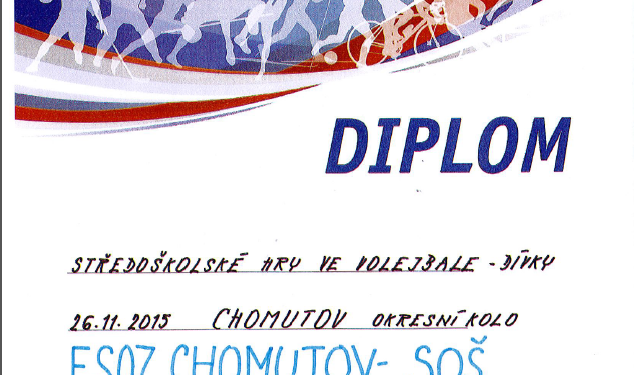 DIPLOM
STŘEDOŠKOLSKÉ HRY VE VOLEJBALE - DÍVKY
26.11.2015 CHOMUTOV OKRESNÍ KOLO
ESOZ CHOMUTOV- SOŠ